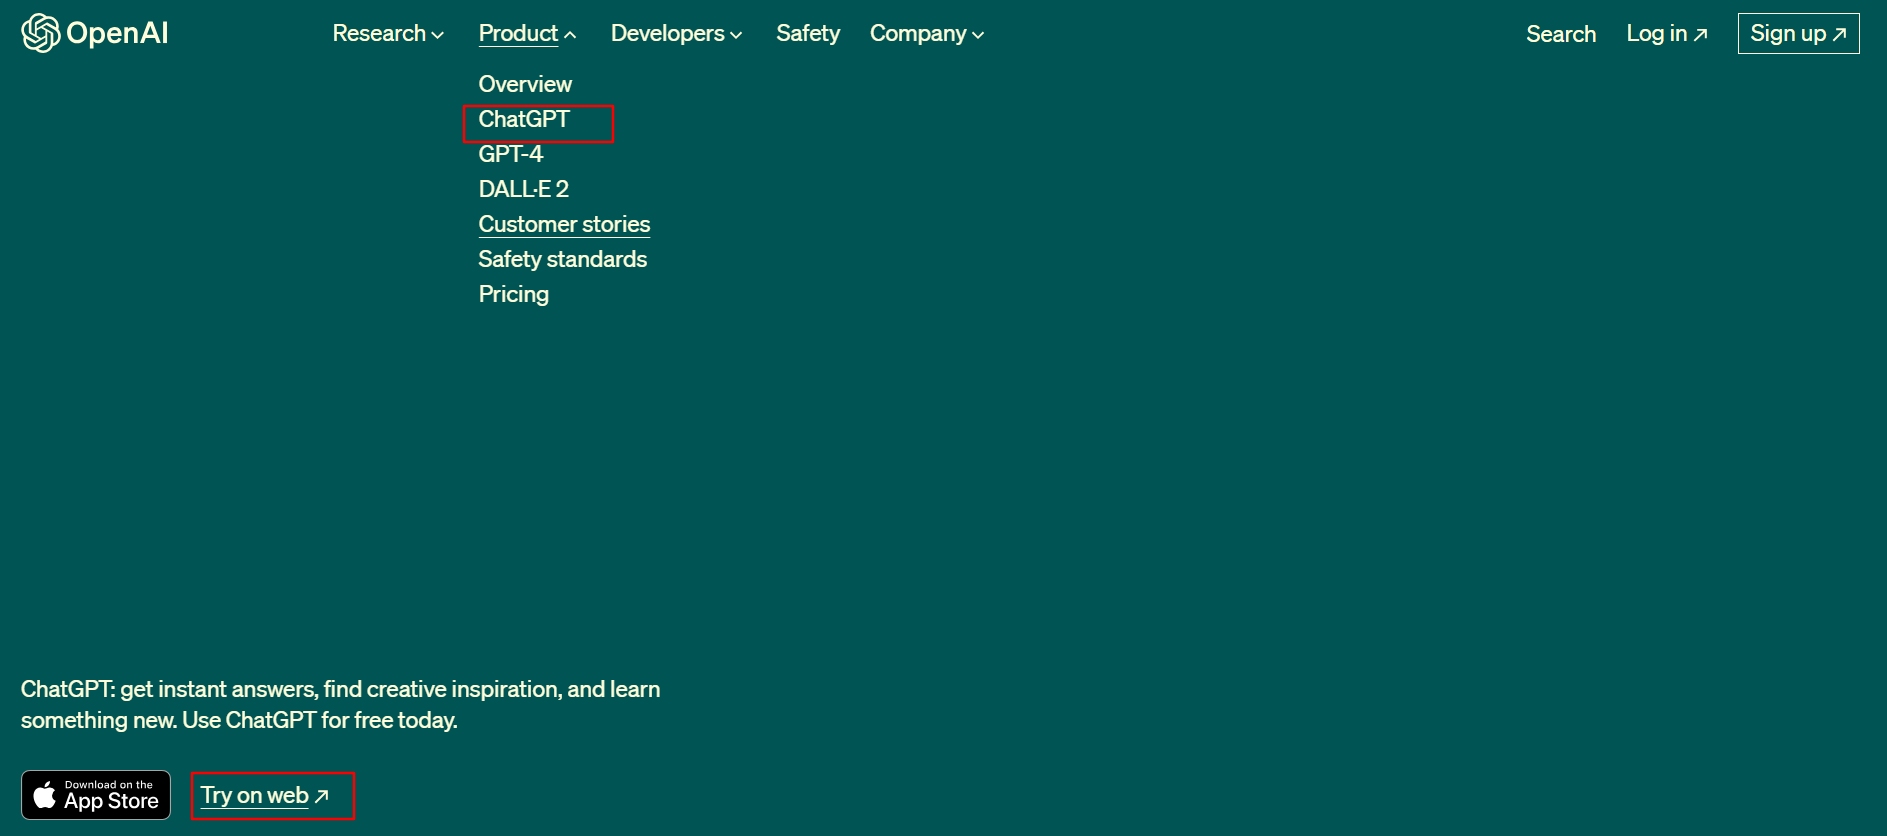 OpenAI
Research Product Developers Safety Company Search Log in Sign up
Overview
ChatGPT
GPT-4
DALL·E 2
Customer stories
Safety standards
Pricing
ChatGPT: get instant answers, find creative inspiration, and learn
something new. Use ChatGPT for free today.
Download on the
App Store
Try on web